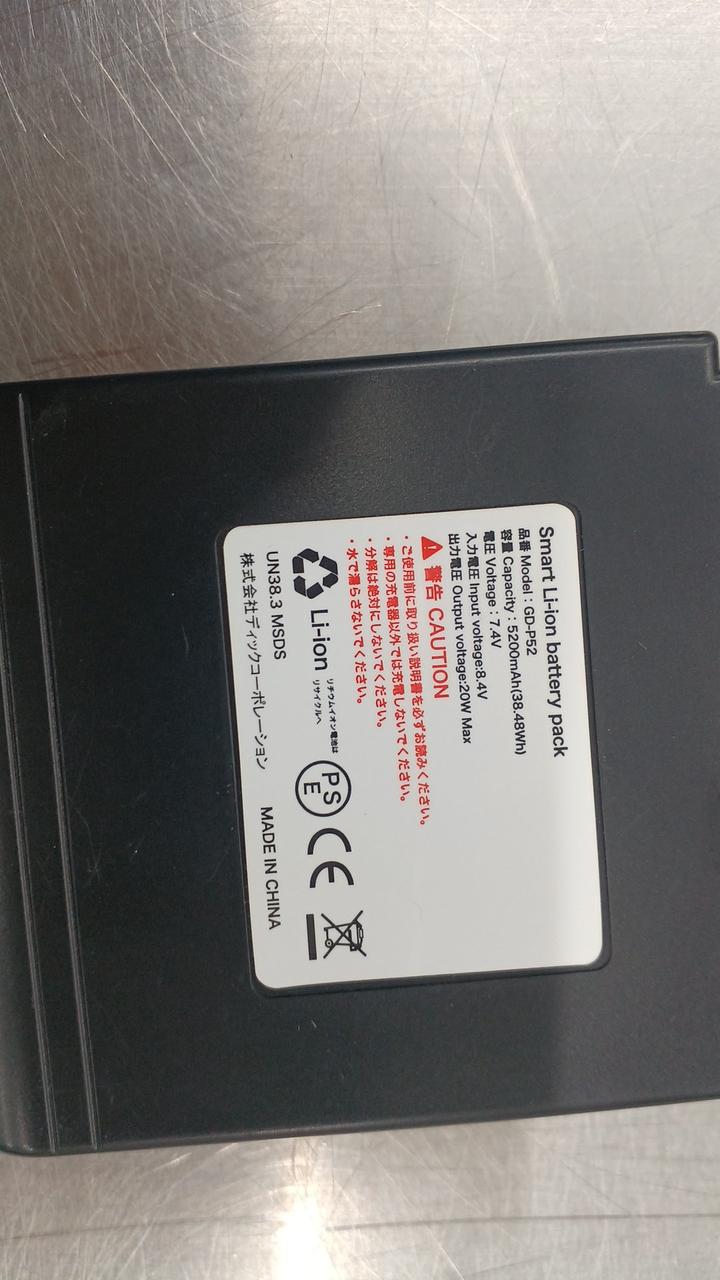 Smart Li-ion battery pack
品番 Model : GD-P52
容量 Capacity : 5200mAh(38.48Wh)
電圧 Voltage : 7.4V
入力電圧 Input voltage:8.4V
出力電圧 Output voltage:20W Max
警告 CAUTION
・ご使用前に取り扱い説明書を必ずお読みください。
・専用の充電器以外では充電しないでください。
・分解は絶対にしないでください。
・水で濡らさないでください。
Li-ion
リチウムイオン電池は
リサイクルへ
PS
E
CE
UN38.3 MSDS
株式会社ディックコーポレーション
MADE IN CHINA